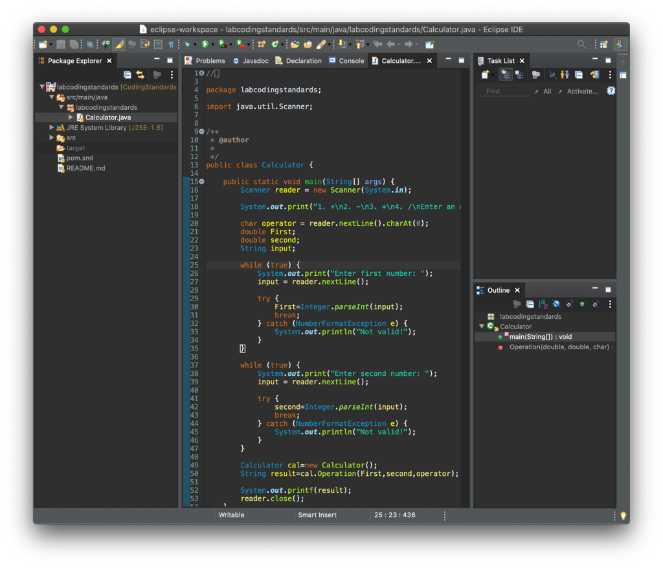 eclipse-workspace - labcodingstandards/src/main/java/labcodingstandards/Calculator.java - Eclipse IDE
Package Explorer
labcodingstandards [CodingStandards
src/main/java
labcodingstandards
Calculator.java
JRE System Library [J2SE-1.5]
src
target
pom.xml
README.md
Problems Javadoc Declaration Console Calculator....
1 //
3
4 package labcodingstandards;
5
6 import java.util.Scanner;
7
8
9 /**
10 * @author
11 *
12 */
13 public class Calculator {
14
15 public static void main(String[] args) {
16 Scanner reader = new Scanner(System.in);
17
18 System.out.print("1. +\n2. -\n3. *\n4. /\nEnter an
19
20 char operator = reader.nextLine().charAt(0);
21 double First;
22 double second;
23 String input;
24
25 while (true) {
26 System.out.print("Enter first number: ");
27 input = reader.nextLine();
28
29 try {
30 First=Integer.parseInt(input);
31 break;
32 } catch (NumberFormatException e) {
33 System.out.println("Not valid!");
34 }
35 }
36
37 while (true) {
38 System.out.print("Enter second number: ");
39 input = reader.nextLine();
40
41 try {
42 second=Integer.parseInt(input);
43 break;
44 } catch (NumberFormatException e) {
45 System.out.println("Not valid!");
46 }
47 }
48
49 Calculator cal=new Calculator();
50 String result=cal.Operation(First,second,operator);
51
52 System.out.printf(result);
53 reader.close();
54 }
Task List
Find All Activate...
Outline
labcodingstandards
Calculator
main(String[]) : void
Operation(double, double, char) :
Writable Smart Insert 25 : 23 : 436